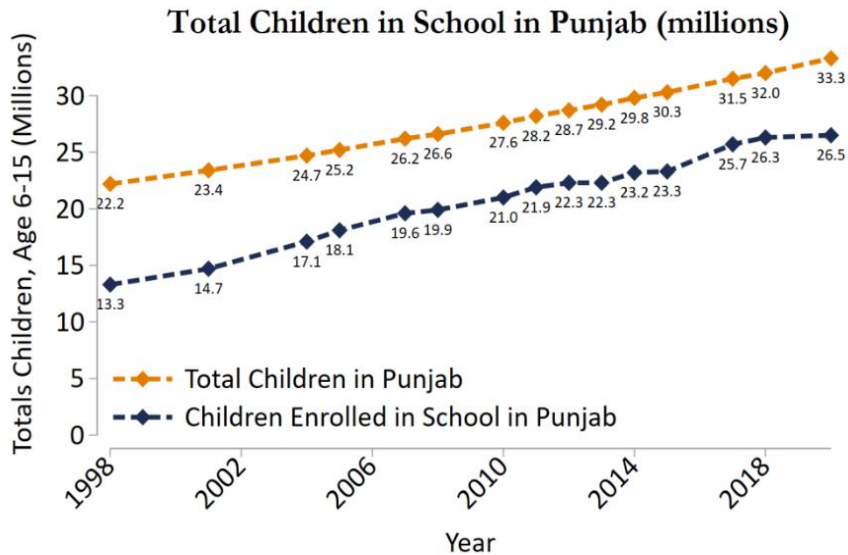 Total Children in School in Punjab (millions)
Totals Children, Age 6-15 (Millions)
30
25
20
15
10
5
0
22.2 23.4 24.7 25.2 26.2 26.6 27.6 28.2 28.7 29.2 29.8 30.3 31.5 32.0 33.3
13.3 14.7 17.1 18.1 19.6 19.9 21.0 21.9 22.3 22.3 23.2 23.3 25.7 26.3 26.5
Total Children in Punjab
Children Enrolled in School in Punjab
1998 2002 2006 2010 2014 2018
Year